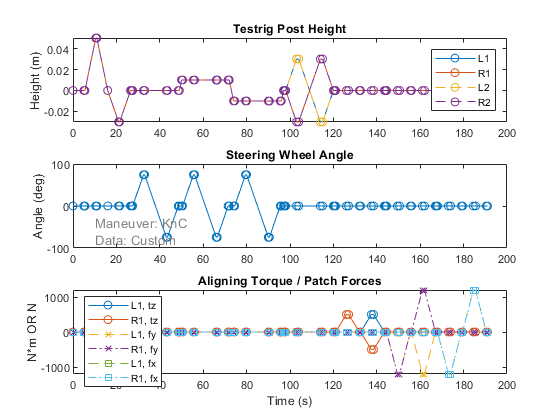 Testrig Post Height
Height (m)
0.04
0.02
0
-0.02
0 20 40 60 80 100 120 140 160 180 200
L1
R1
L2
R2
Steering Wheel Angle
Angle (deg)
100
0
-100
Maneuver: KnC
Data: Custom
0 20 40 60 80 100 120 140 160 180 200
Aligning Torque / Patch Forces
N*m OR N
1000
0
-1000
L1, tz
R1, tz
L1, fy
R1, fy
L1, fx
R1, fx
0 20 40 60 80 100 120 140 160 180 200
Time (s)